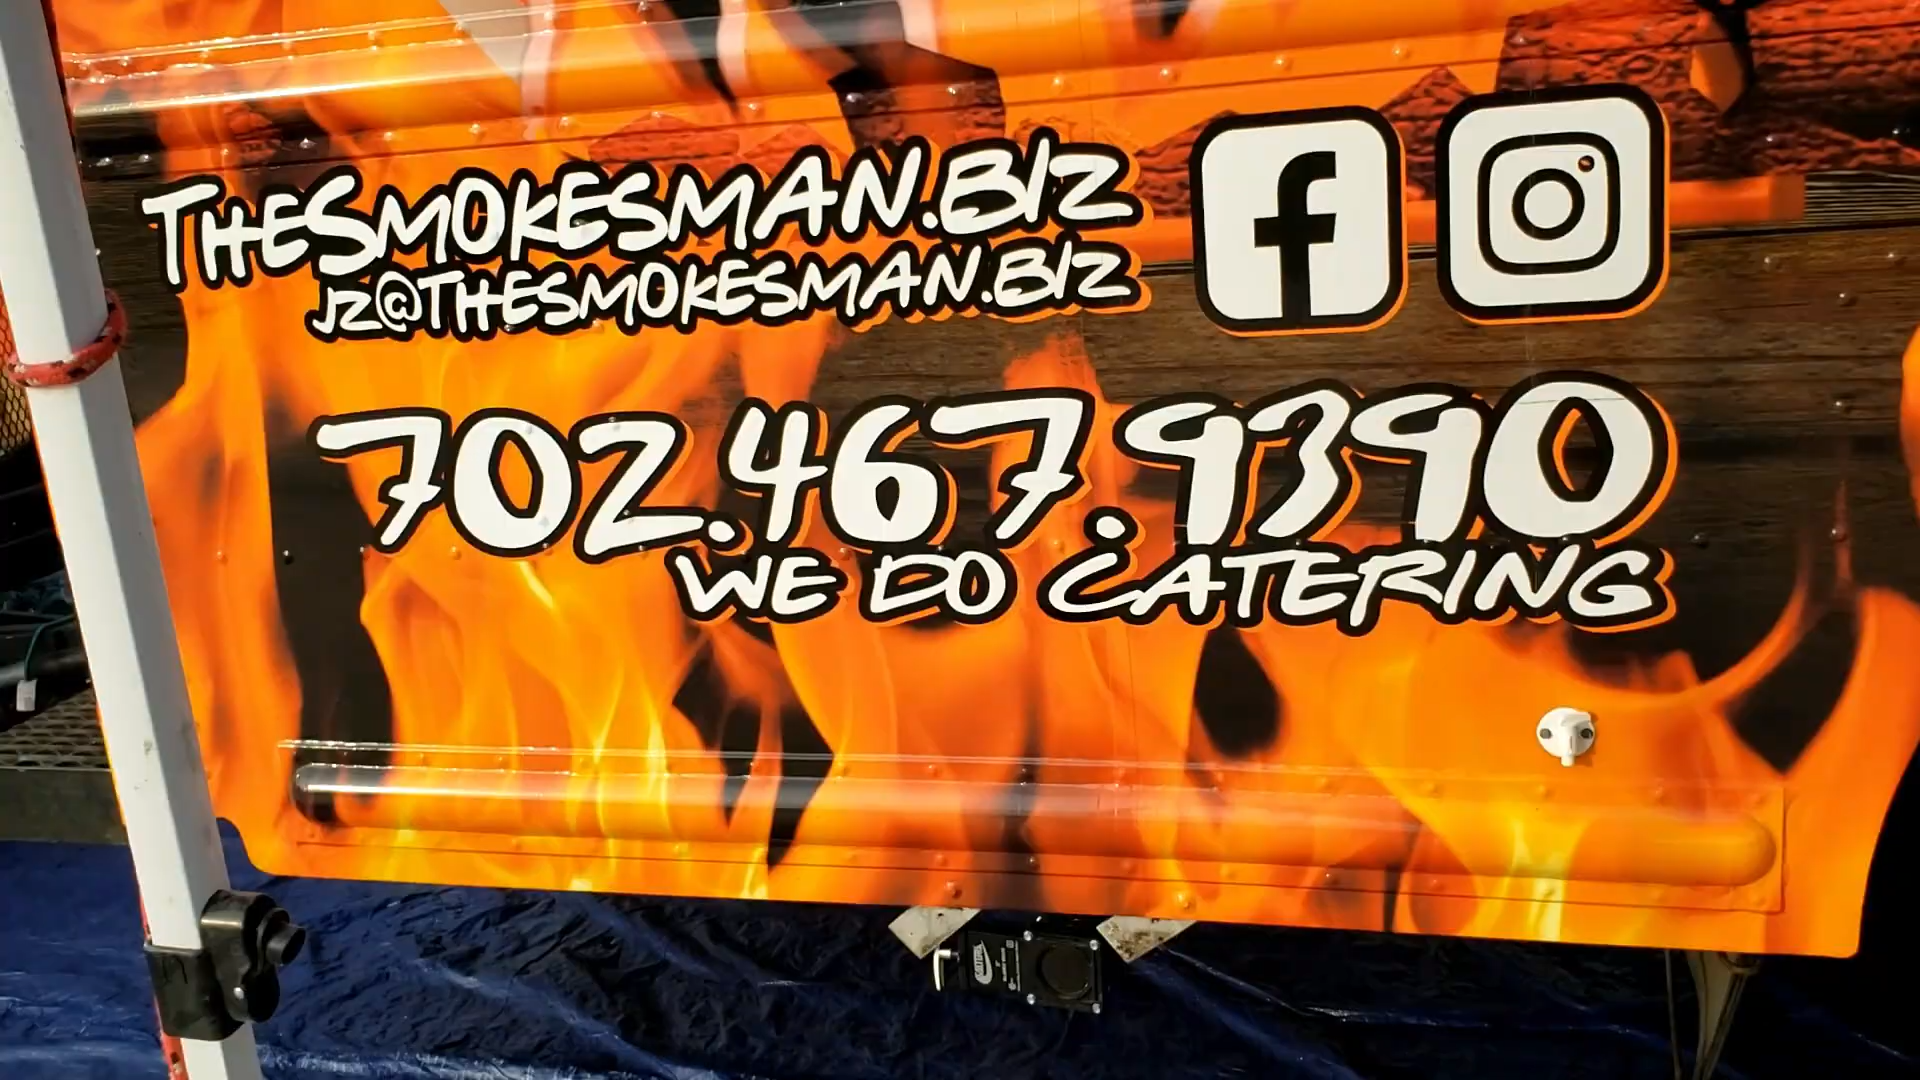 THESMOKESMAN.BIZ
JZ@THESMOKESMAN.BIZ
702.467.9390
WE DO CATERING